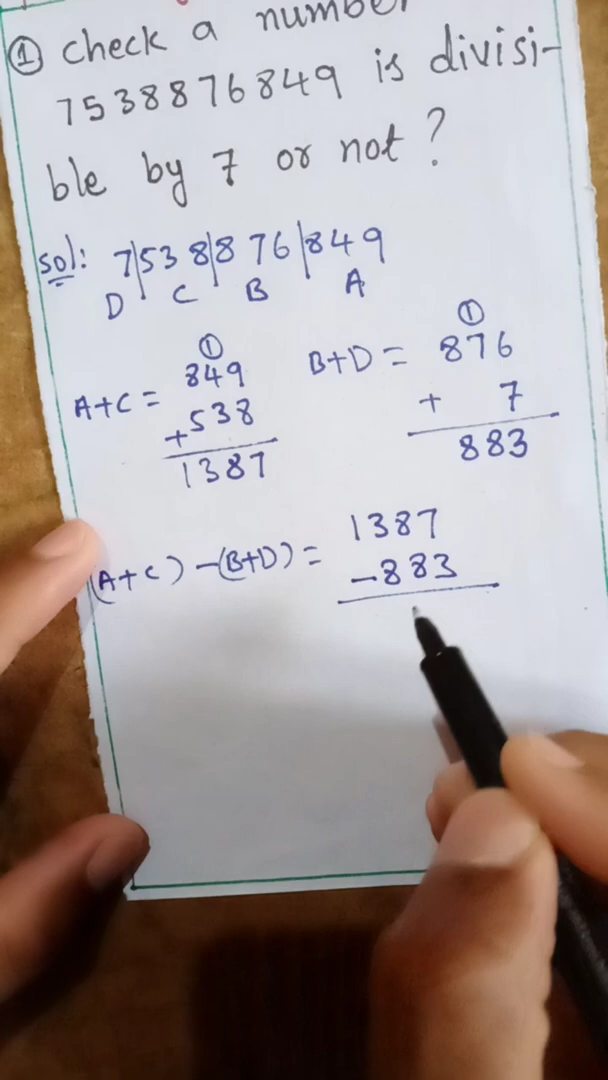 ① check a number
7538876849 is divisi-
ble by 7 or not?
sol: 7|538|876|849
D C B A
①
A+C = 849
+538
1387
①
B+D = 876
+ 7
883
(A+C)-(B+D) = 1387
-883